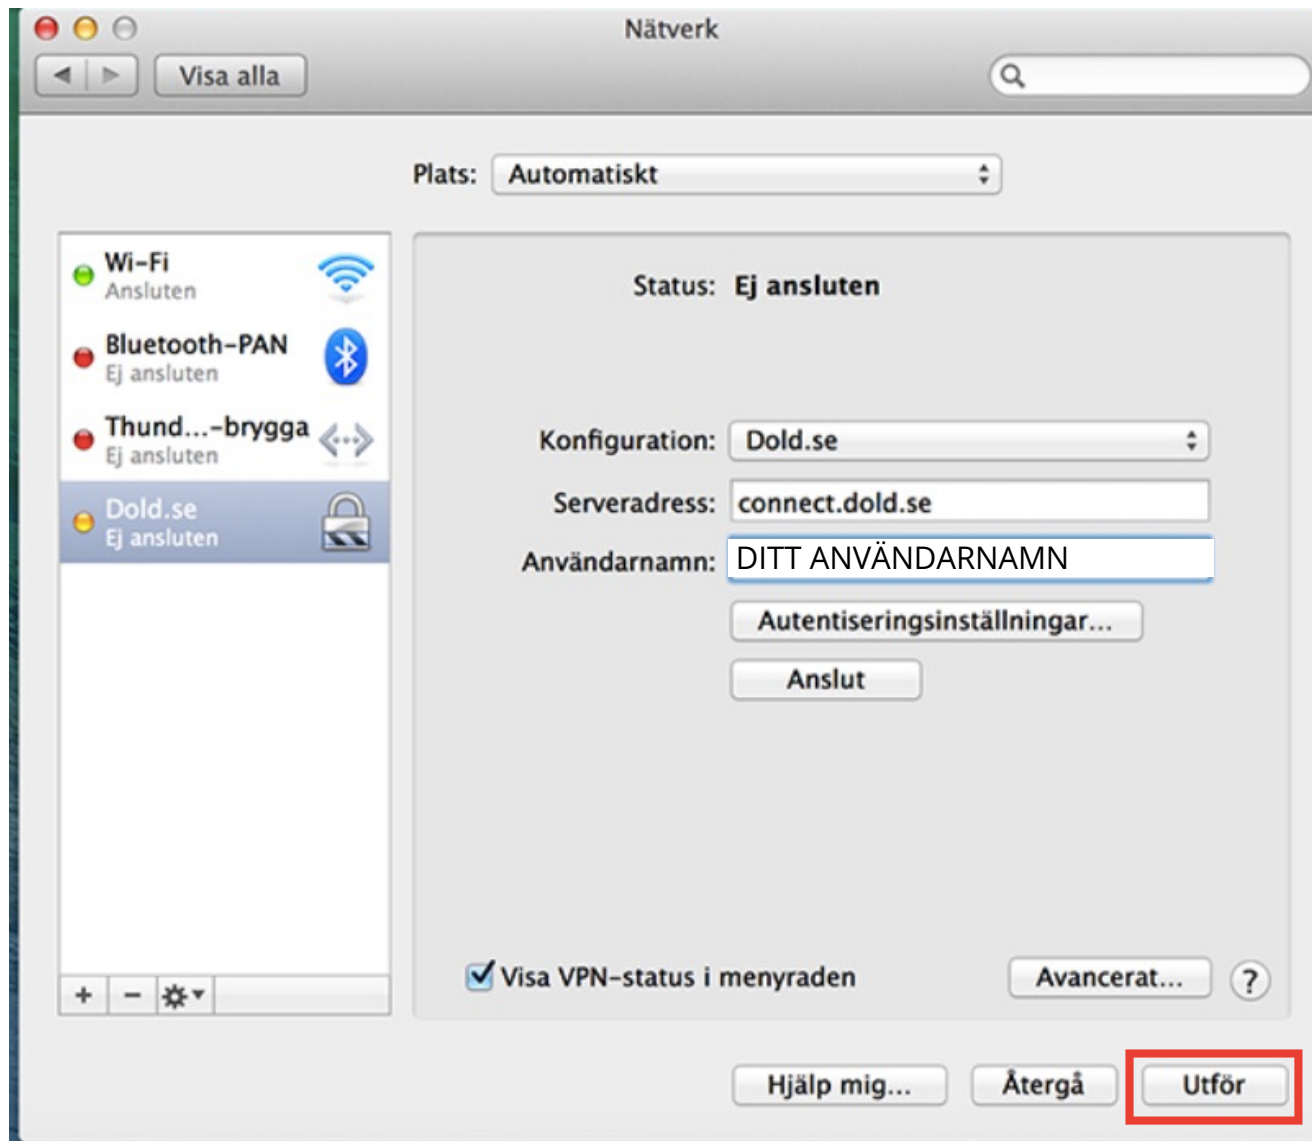 Nätverk
Visa alla
Plats: Automatiskt
Wi-Fi
Ansluten
Bluetooth-PAN
Ej ansluten
Thund...-brygga
Ej ansluten
Dold.se
Ej ansluten
Status: Ej ansluten
Konfiguration: Dold.se
Serveradress: connect.dold.se
Användarnamn: DITT ANVÄNDARNAMN
Autentiseringsinställningar...
Anslut
Visa VPN-status i menyraden
Avancerat... ?
Hjälp mig... Återgå Utför